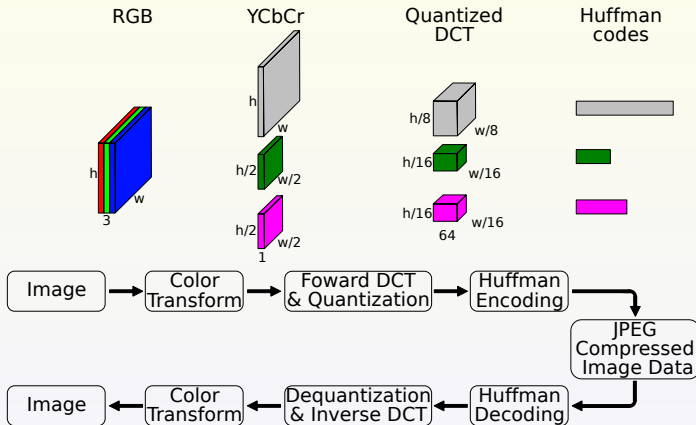 RGB
YCbCr
Quantized
DCT
Huffman
codes
h
w
3
h
w
h/2
w/2
h/2
w/2
1
h/8
w/8
h/16
w/16
h/16
w/16
64
Image
Color
Transform
Foward DCT
& Quantization
Huffman
Encoding
JPEG
Compressed
Image Data
Image
Color
Transform
Dequantization
& Inverse DCT
Huffman
Decoding